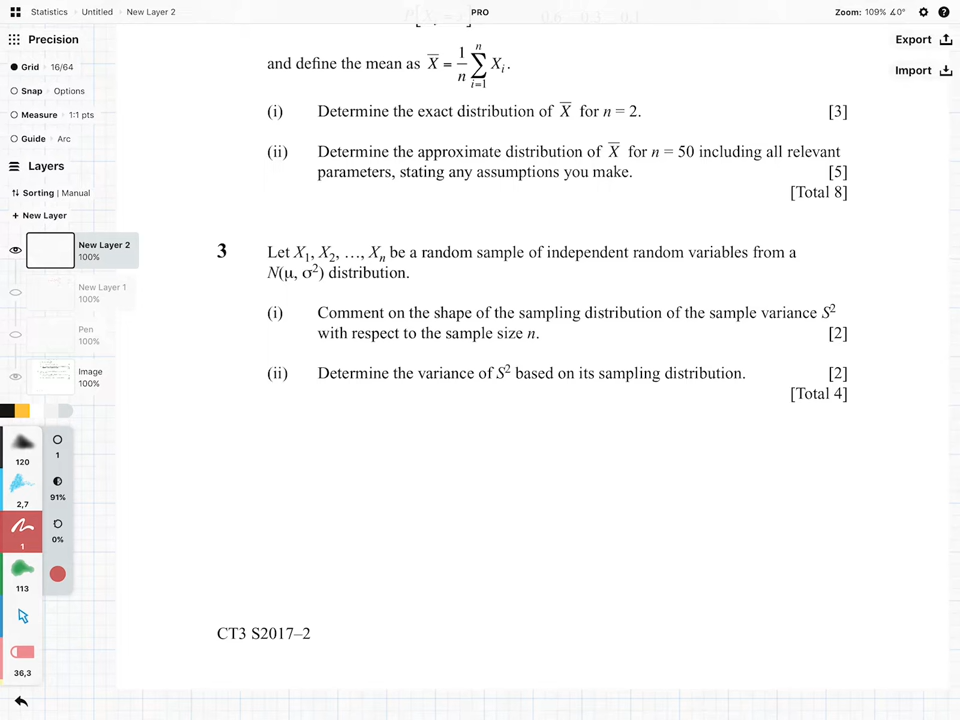 Statistics › Untitled › New Layer 2
PRO
Zoom: 109% ∡0°
Precision
Grid › 16/64
Snap › Options
Measure › 1:1 pts
Guide › Arc
Layers
Sorting | Manual
+ New Layer
New Layer 2
100%
New Layer 1
100%
Pen
100%
Image
100%
120
2,7
1
113
36,3
1
91%
0%
Export
Import
and define the mean as X̄ = 1/n ∑ⁿᵢ₌₁ Xᵢ.
(i) Determine the exact distribution of X̄ for n = 2. [3]
(ii) Determine the approximate distribution of X̄ for n = 50 including all relevant
parameters, stating any assumptions you make. [5]
[Total 8]
3 Let X₁, X₂, …, Xₙ be a random sample of independent random variables from a
N(μ, σ²) distribution.
(i) Comment on the shape of the sampling distribution of the sample variance S²
with respect to the sample size n. [2]
(ii) Determine the variance of S² based on its sampling distribution. [2]
[Total 4]
CT3 S2017–2